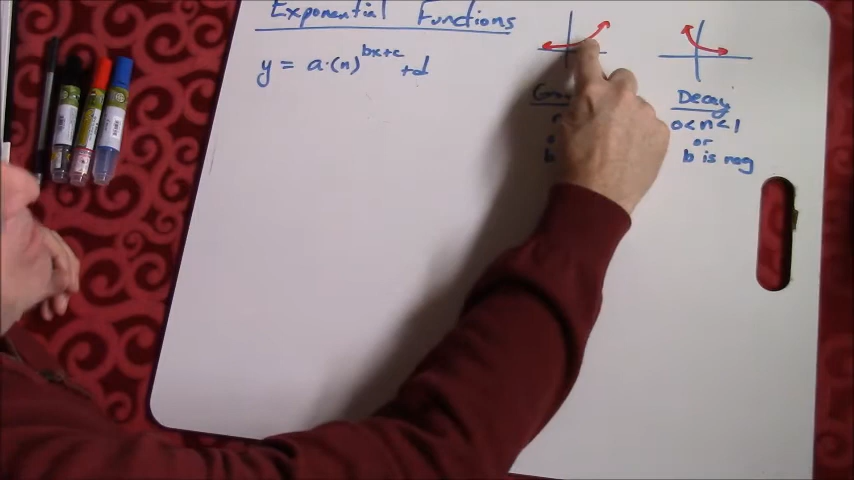 Exponential Functions
y = a·(n)^{bx+c} + d
Decay
0<n<1
or
b is neg